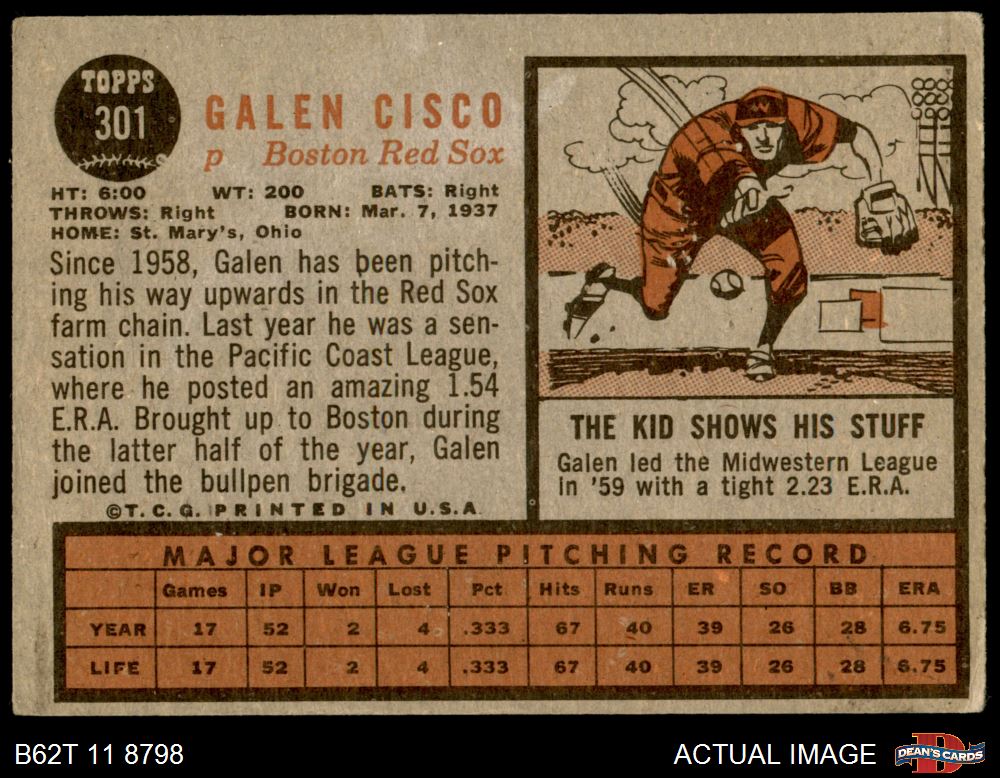 TOPPS
301
GALEN CISCO
p Boston Red Sox
HT: 6:00 WT: 200 BATS: Right
THROWS: Right BORN: Mar. 7, 1937
HOME: St. Mary's, Ohio
Since 1958, Galen has been pitch-
ing his way upwards in the Red Sox
farm chain. Last year he was a sen-
sation in the Pacific Coast League,
where he posted an amazing 1.54
E.R.A. Brought up to Boston during
the latter half of the year, Galen
joined the bullpen brigade.
©T.C.G. PRINTED IN U.S.A.
THE KID SHOWS HIS STUFF
Galen led the Midwestern League
in '59 with a tight 2.23 E.R.A.
MAJOR LEAGUE PITCHING RECORD
Games IP Won Lost Pct Hits Runs ER SO BB ERA
YEAR 17 52 2 4 .333 67 40 39 26 28 6.75
LIFE 17 52 2 4 .333 67 40 39 26 28 6.75
B62T 11 8798 ACTUAL IMAGE DEAN'S CARDS